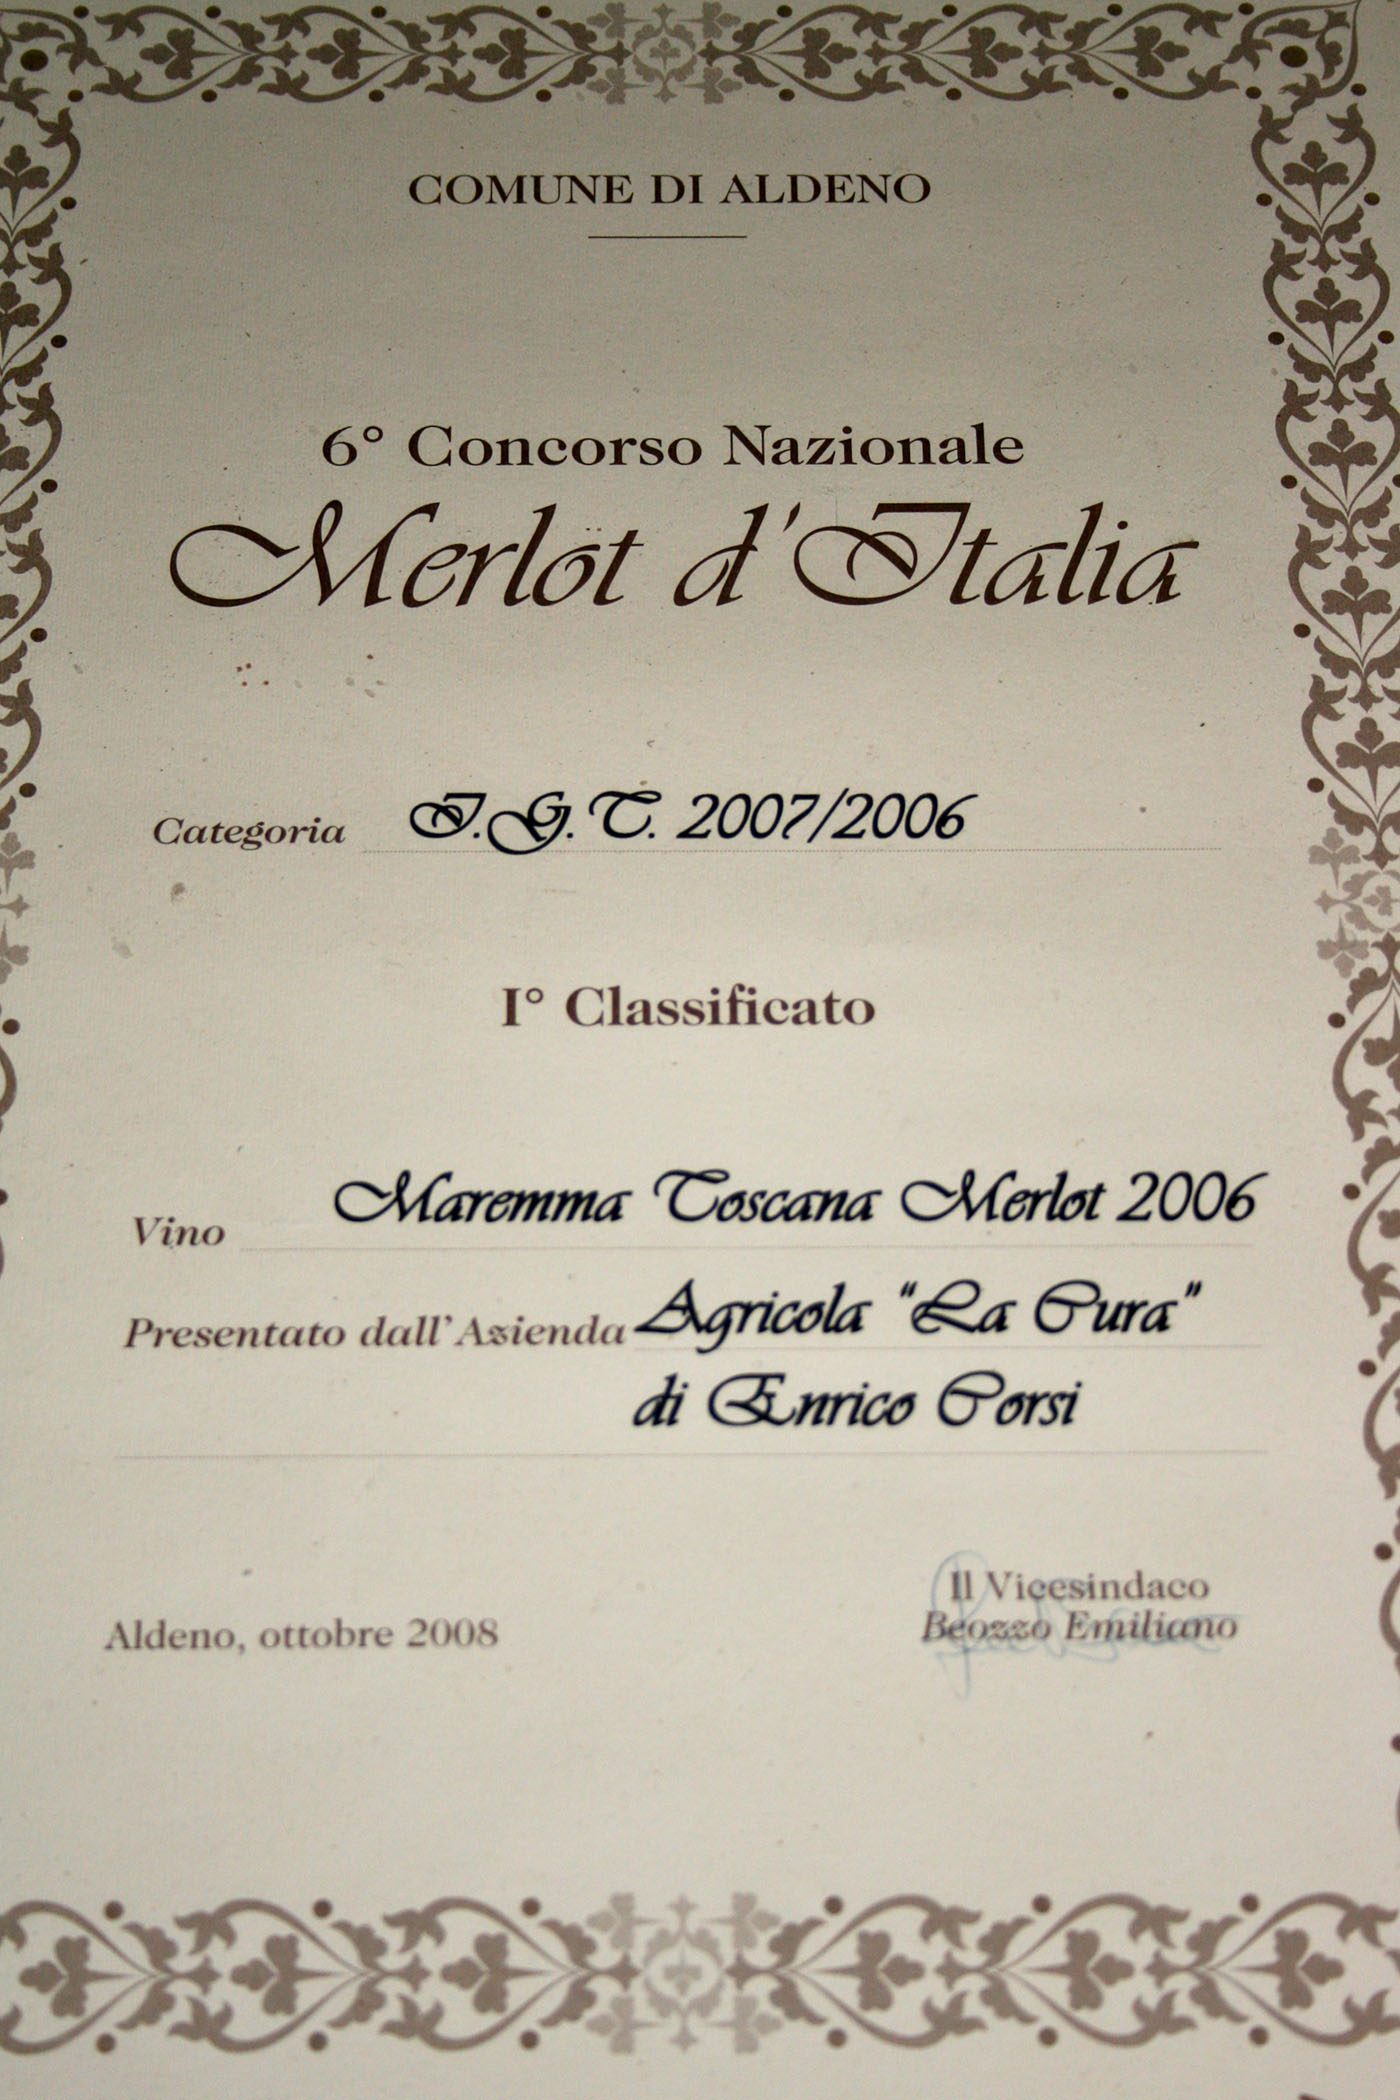 COMUNE DI ALDENO
6° Concorso Nazionale
Merlot d'Italia
Categoria I.G.T. 2007/2006
I° Classificato
Vino Maremma Toscana Merlot 2006
Presentato dall'Azienda Agricola "La Cura"
di Enrico Corsi
Il Vicesindaco
Aldeno, ottobre 2008 Beozzo Emiliano